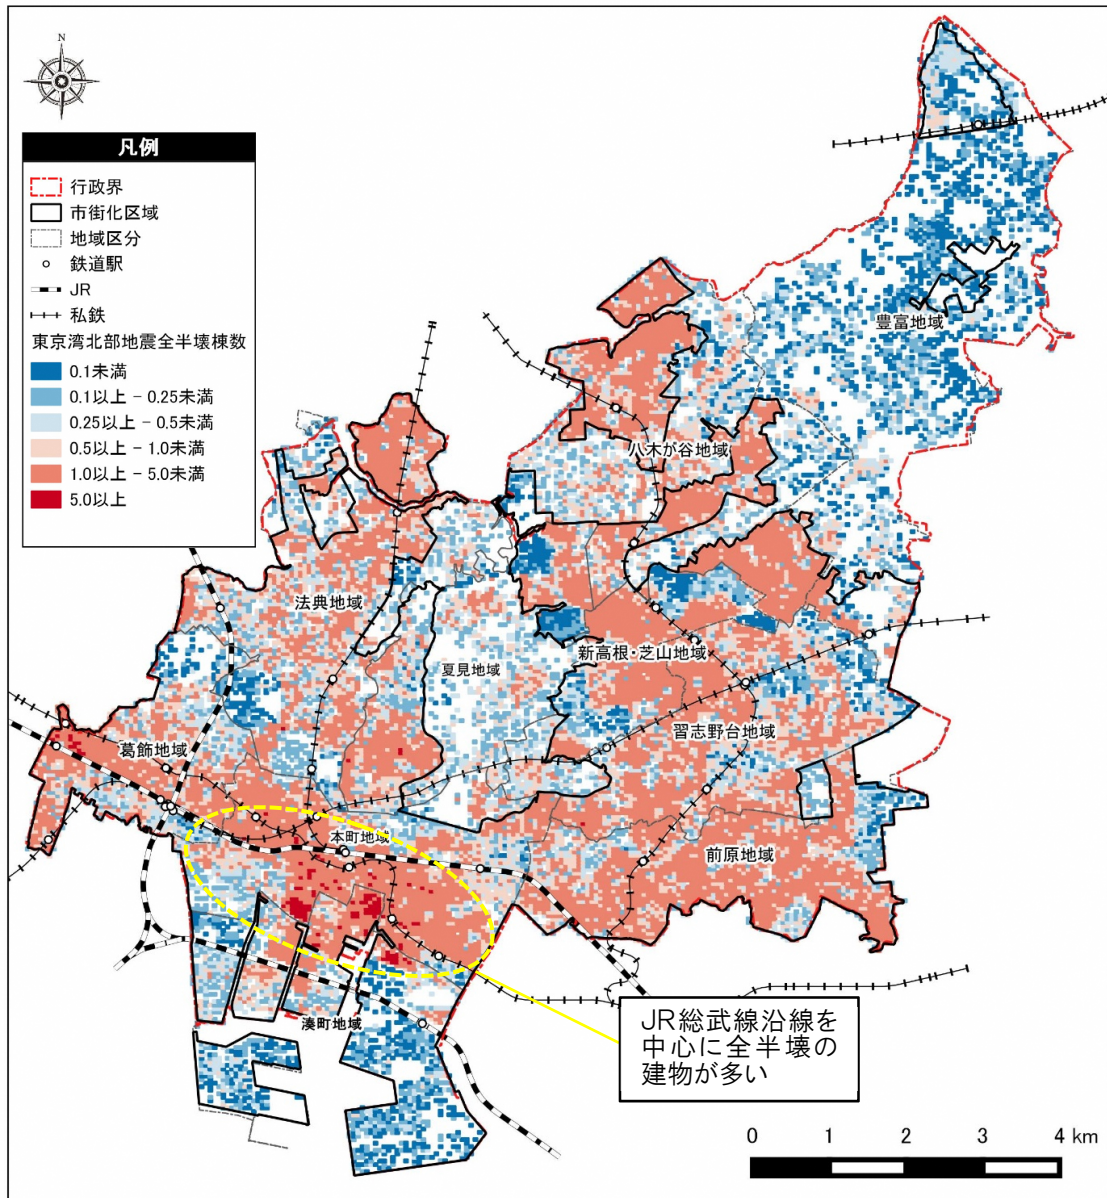 N
凡例
行政界
市街化区域
地域区分
鉄道駅
JR
私鉄
東京湾北部地震全半壊棟数
0.1未満
0.1以上 − 0.25未満
0.25以上 − 0.5未満
0.5以上 − 1.0未満
1.0以上 − 5.0未満
5.0以上
豊富地域
八木が谷地域
法典地域
新高根・芝山地域
夏見地域
習志野台地域
葛飾地域
本町地域
前原地域
湊町地域
JR総武線沿線を
中心に全半壊の
建物が多い
0 1 2 3 4 km